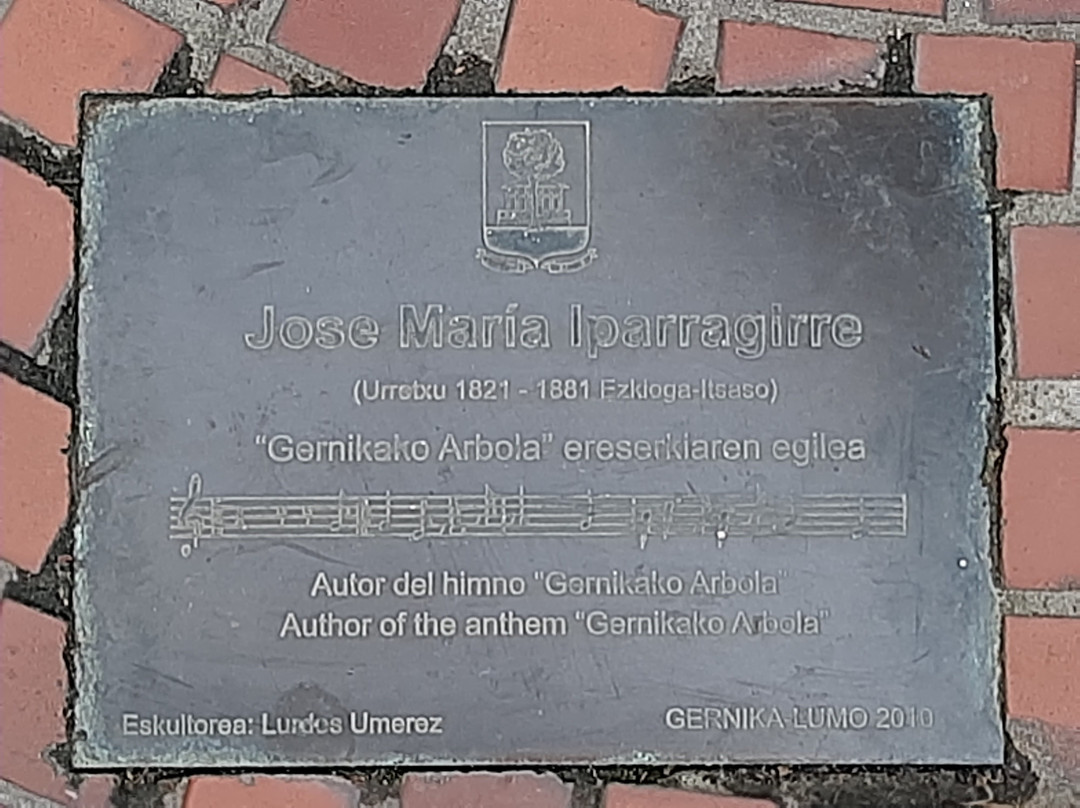 Jose María Iparragirre
(Urretxu 1821 - 1881 Ezkioga-Itsaso)
“Gernikako Arbola” ereserkiaren egilea
Autor del himno “Gernikako Arbola”
Author of the anthem “Gernikako Arbola”
Eskultorea: Lurdes Umerez
GERNIKA-LUMO 2010